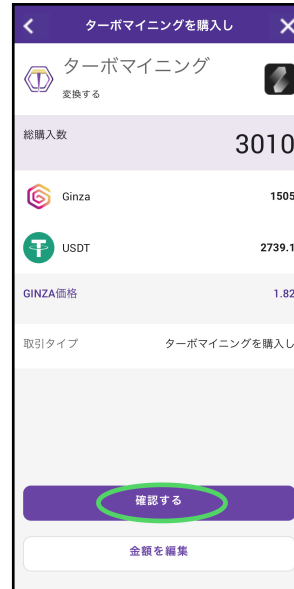 ターボマイニングを購入し
ターボマイニング
変換する
総購入数
3010
Ginza
1505
USDT
2739.1
GINZA価格
1.82
取引タイプ
ターボマイニングを購入し
確認する
金額を編集